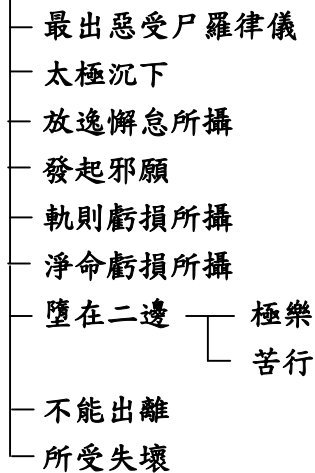 最出惡受尸羅律儀
太極沉下
放逸懈怠所攝
發起邪願
軌則虧損所攝
淨命虧損所攝
墮在二邊 極樂
苦行
不能出離
所受失壞